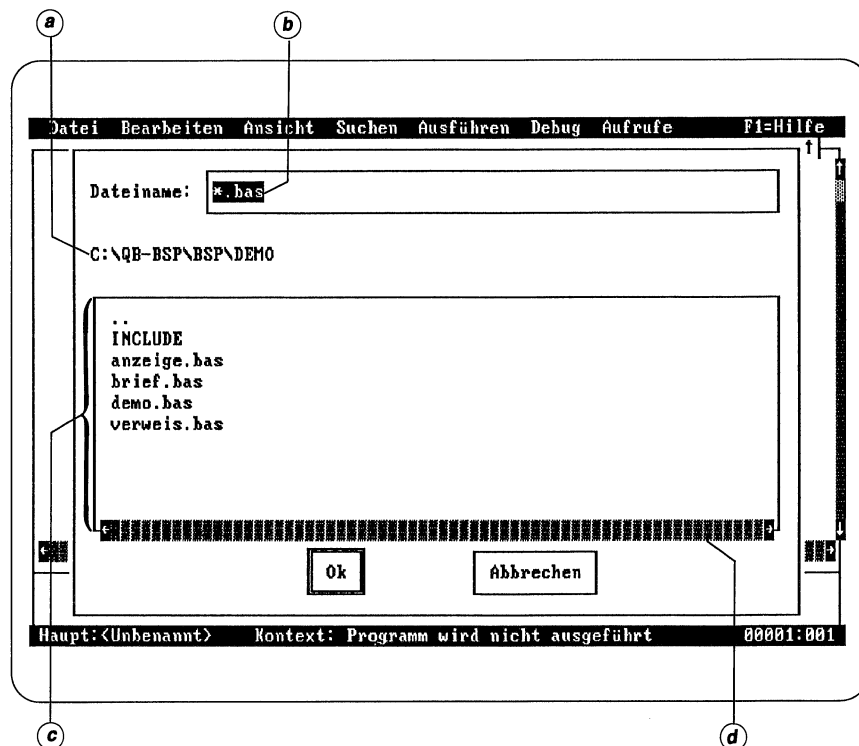 a b
Datei Bearbeiten Ansicht Suchen Ausführen Debug Aufrufe F1=Hilfe
Dateiname: *.bas
C:\QB-BSP\BSP\DEMO
..
INCLUDE
anzeige.bas
brief.bas
demo.bas
verweis.bas
Ok Abbrechen
Haupt:<Unbenannt> Kontext: Programm wird nicht ausgeführt 00001:001
c d